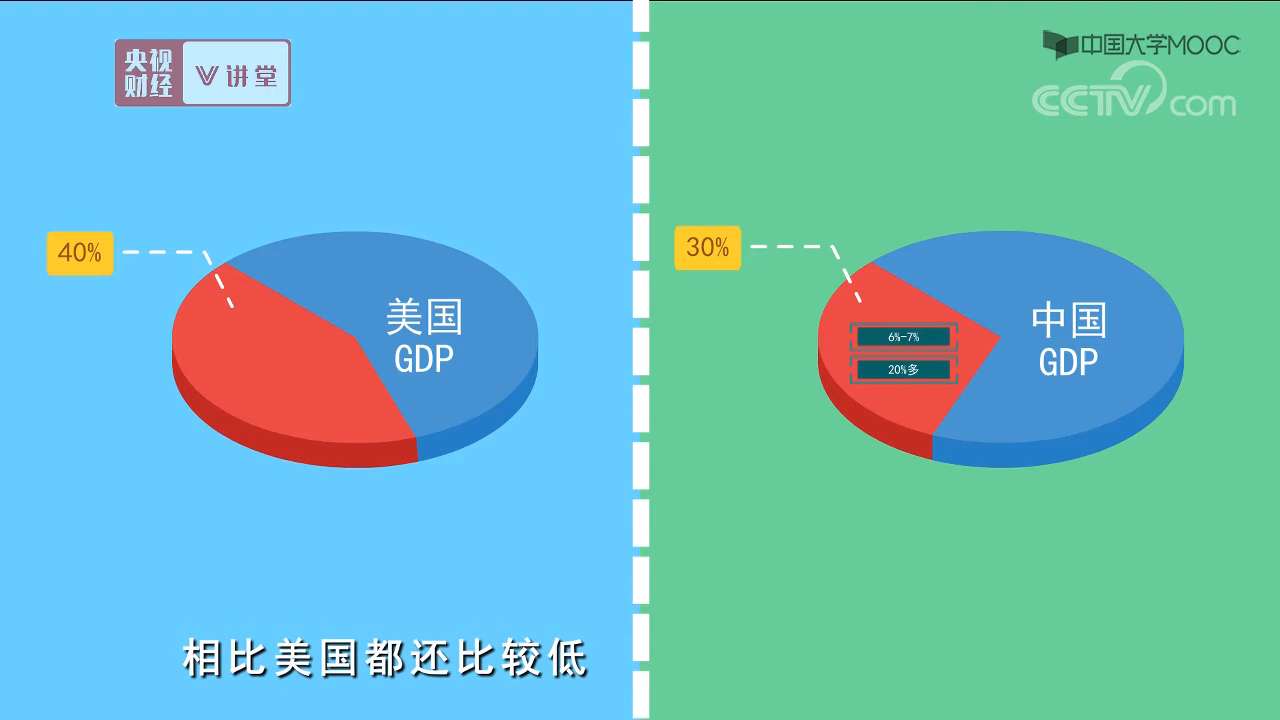 央视
财经
V讲堂
中国大学MOOC
CCTV.com
40%
美国
GDP
30%
6%-7%
20%多
中国
GDP
相比美国都还比较低